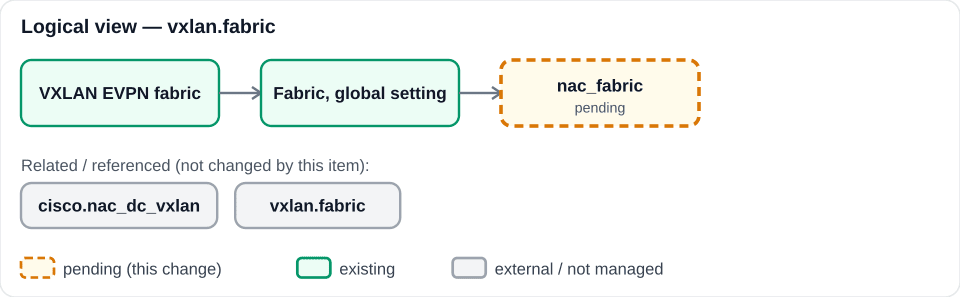 Logical view — vxlan.fabric
VXLAN EVPN fabric
Fabric, global setting
nac_fabric
pending
Related / referenced (not changed by this item):
cisco.nac_dc_vxlan
vxlan.fabric
pending (this change)
existing
external / not managed